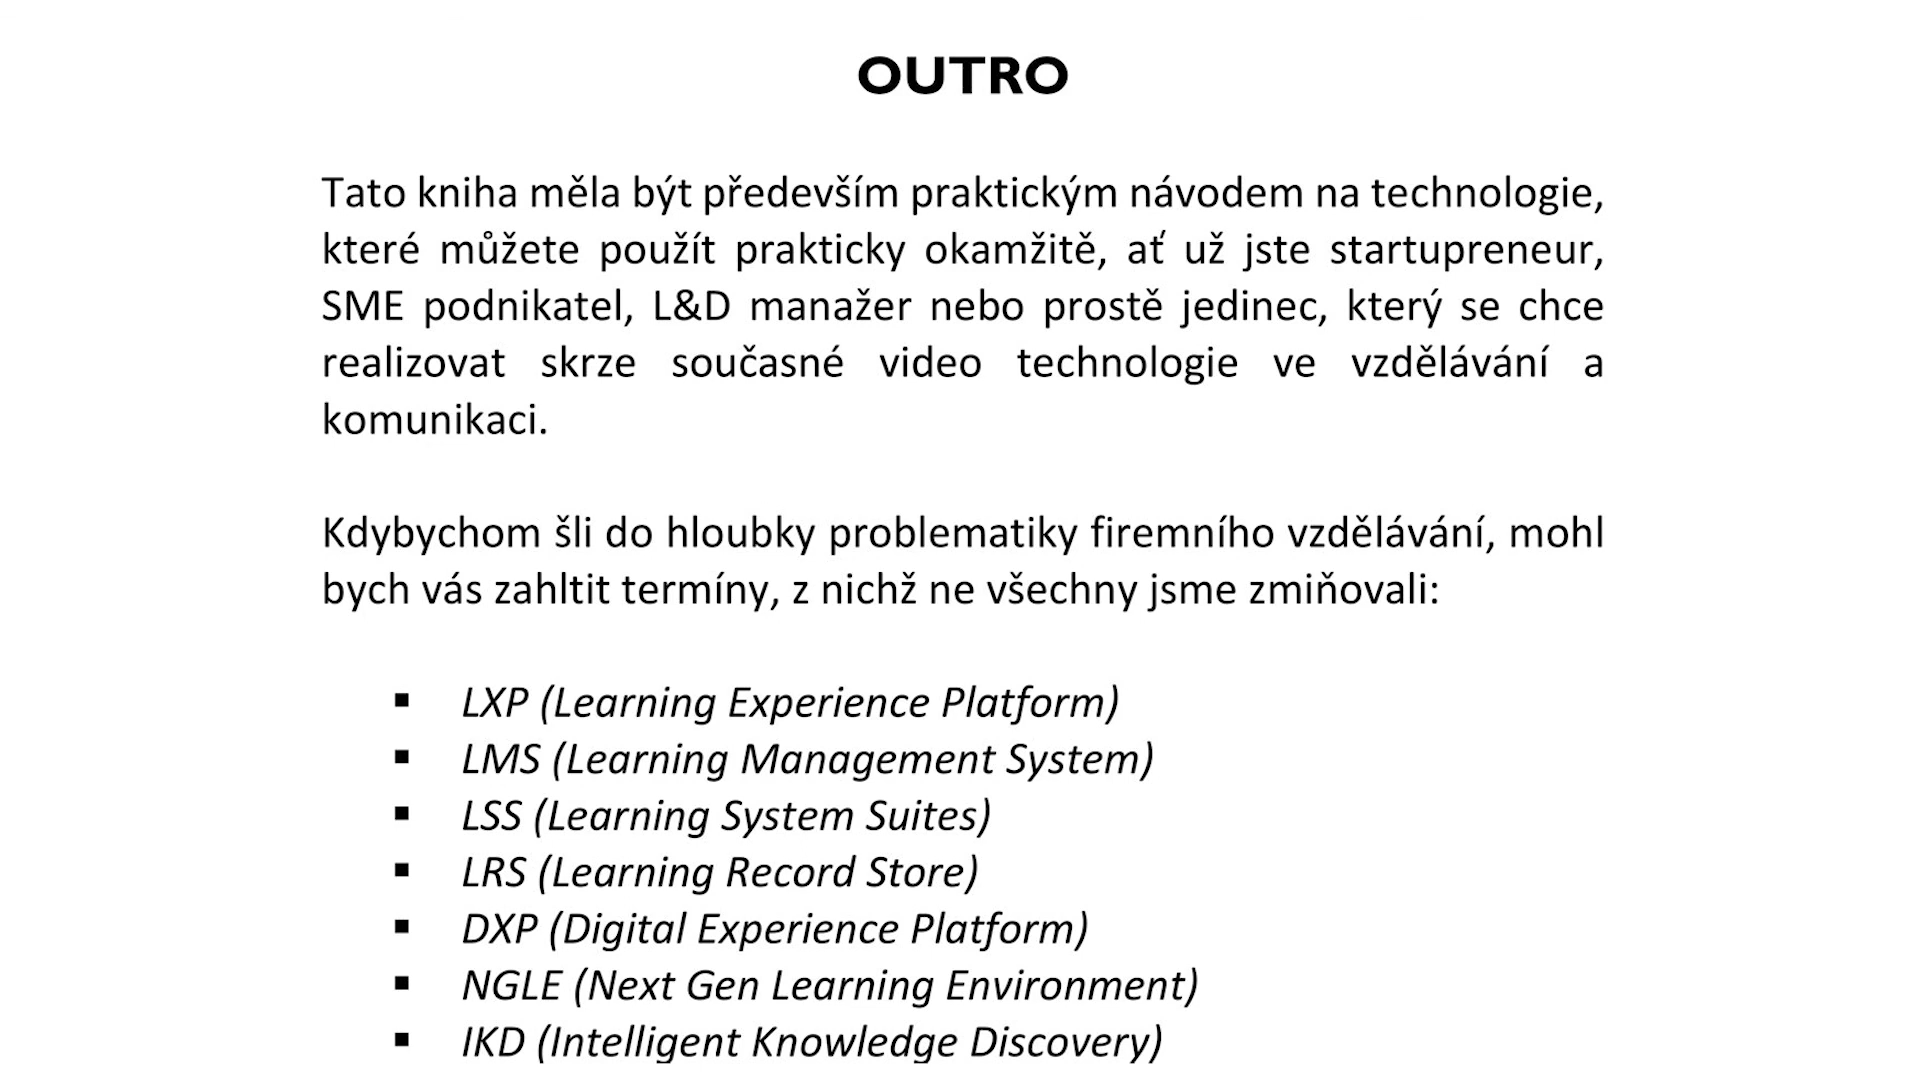 OUTRO
Tato kniha měla být především praktickým návodem na technologie,
které můžete použít prakticky okamžitě, ať už jste startupreneur,
SME podnikatel, L&D manažer nebo prostě jedinec, který se chce
realizovat skrze současné video technologie ve vzdělávání a
komunikaci.
Kdybychom šli do hloubky problematiky firemního vzdělávání, mohl
bych vás zahltit termíny, z nichž ne všechny jsme zmiňovali:
▪ LXP (Learning Experience Platform)
▪ LMS (Learning Management System)
▪ LSS (Learning System Suites)
▪ LRS (Learning Record Store)
▪ DXP (Digital Experience Platform)
▪ NGLE (Next Gen Learning Environment)
▪ IKD (Intelligent Knowledge Discovery)